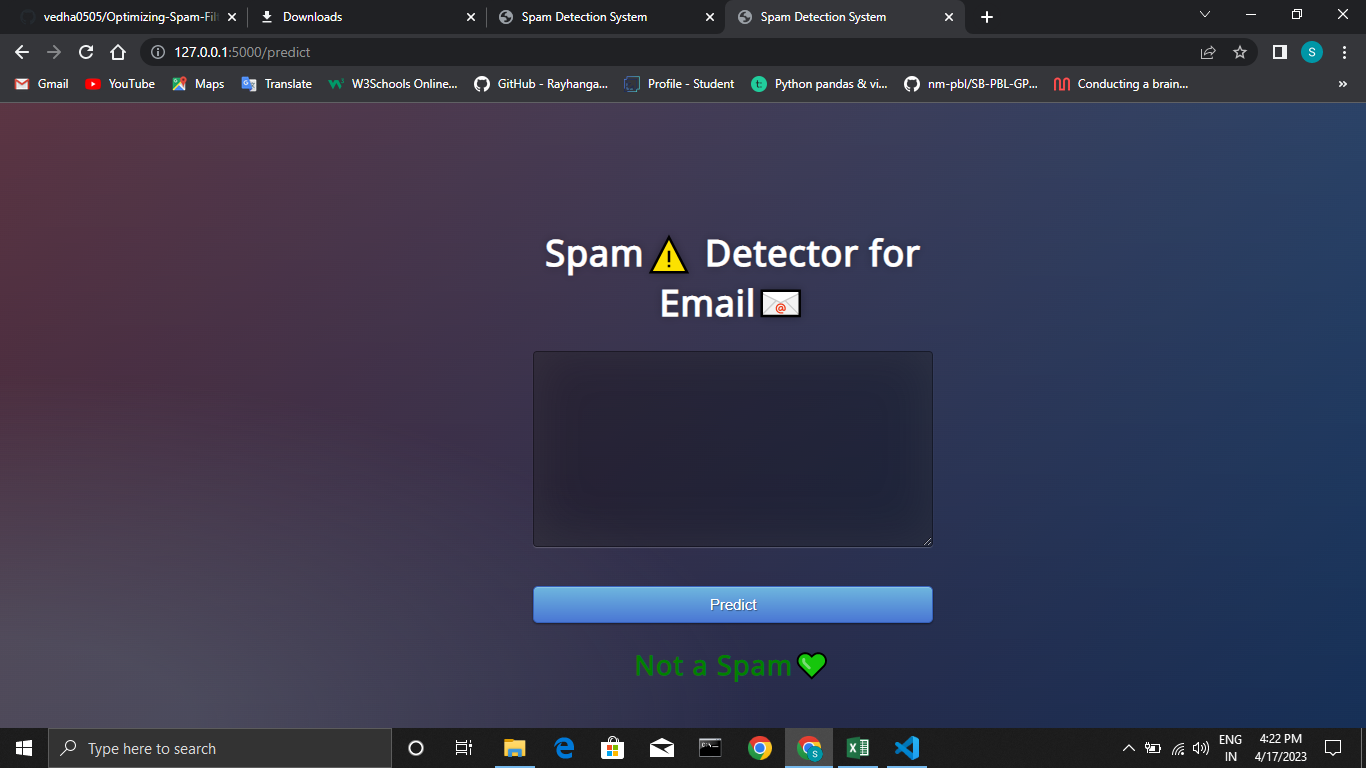 vedha0505/Optimizing-Spam-Filt
Downloads
Spam Detection System
Spam Detection System
127.0.0.1:5000/predict
S
Gmail
YouTube
Maps
Translate
W3Schools Online...
GitHub - Rayhanga...
Profile - Student
Python pandas & vi...
nm-pbl/SB-PBL-GP...
Conducting a brain...
»
Spam⚠ Detector for
Email📧
Predict
Not a Spam💚
Type here to search
ENG
IN
4:22 PM
4/17/2023